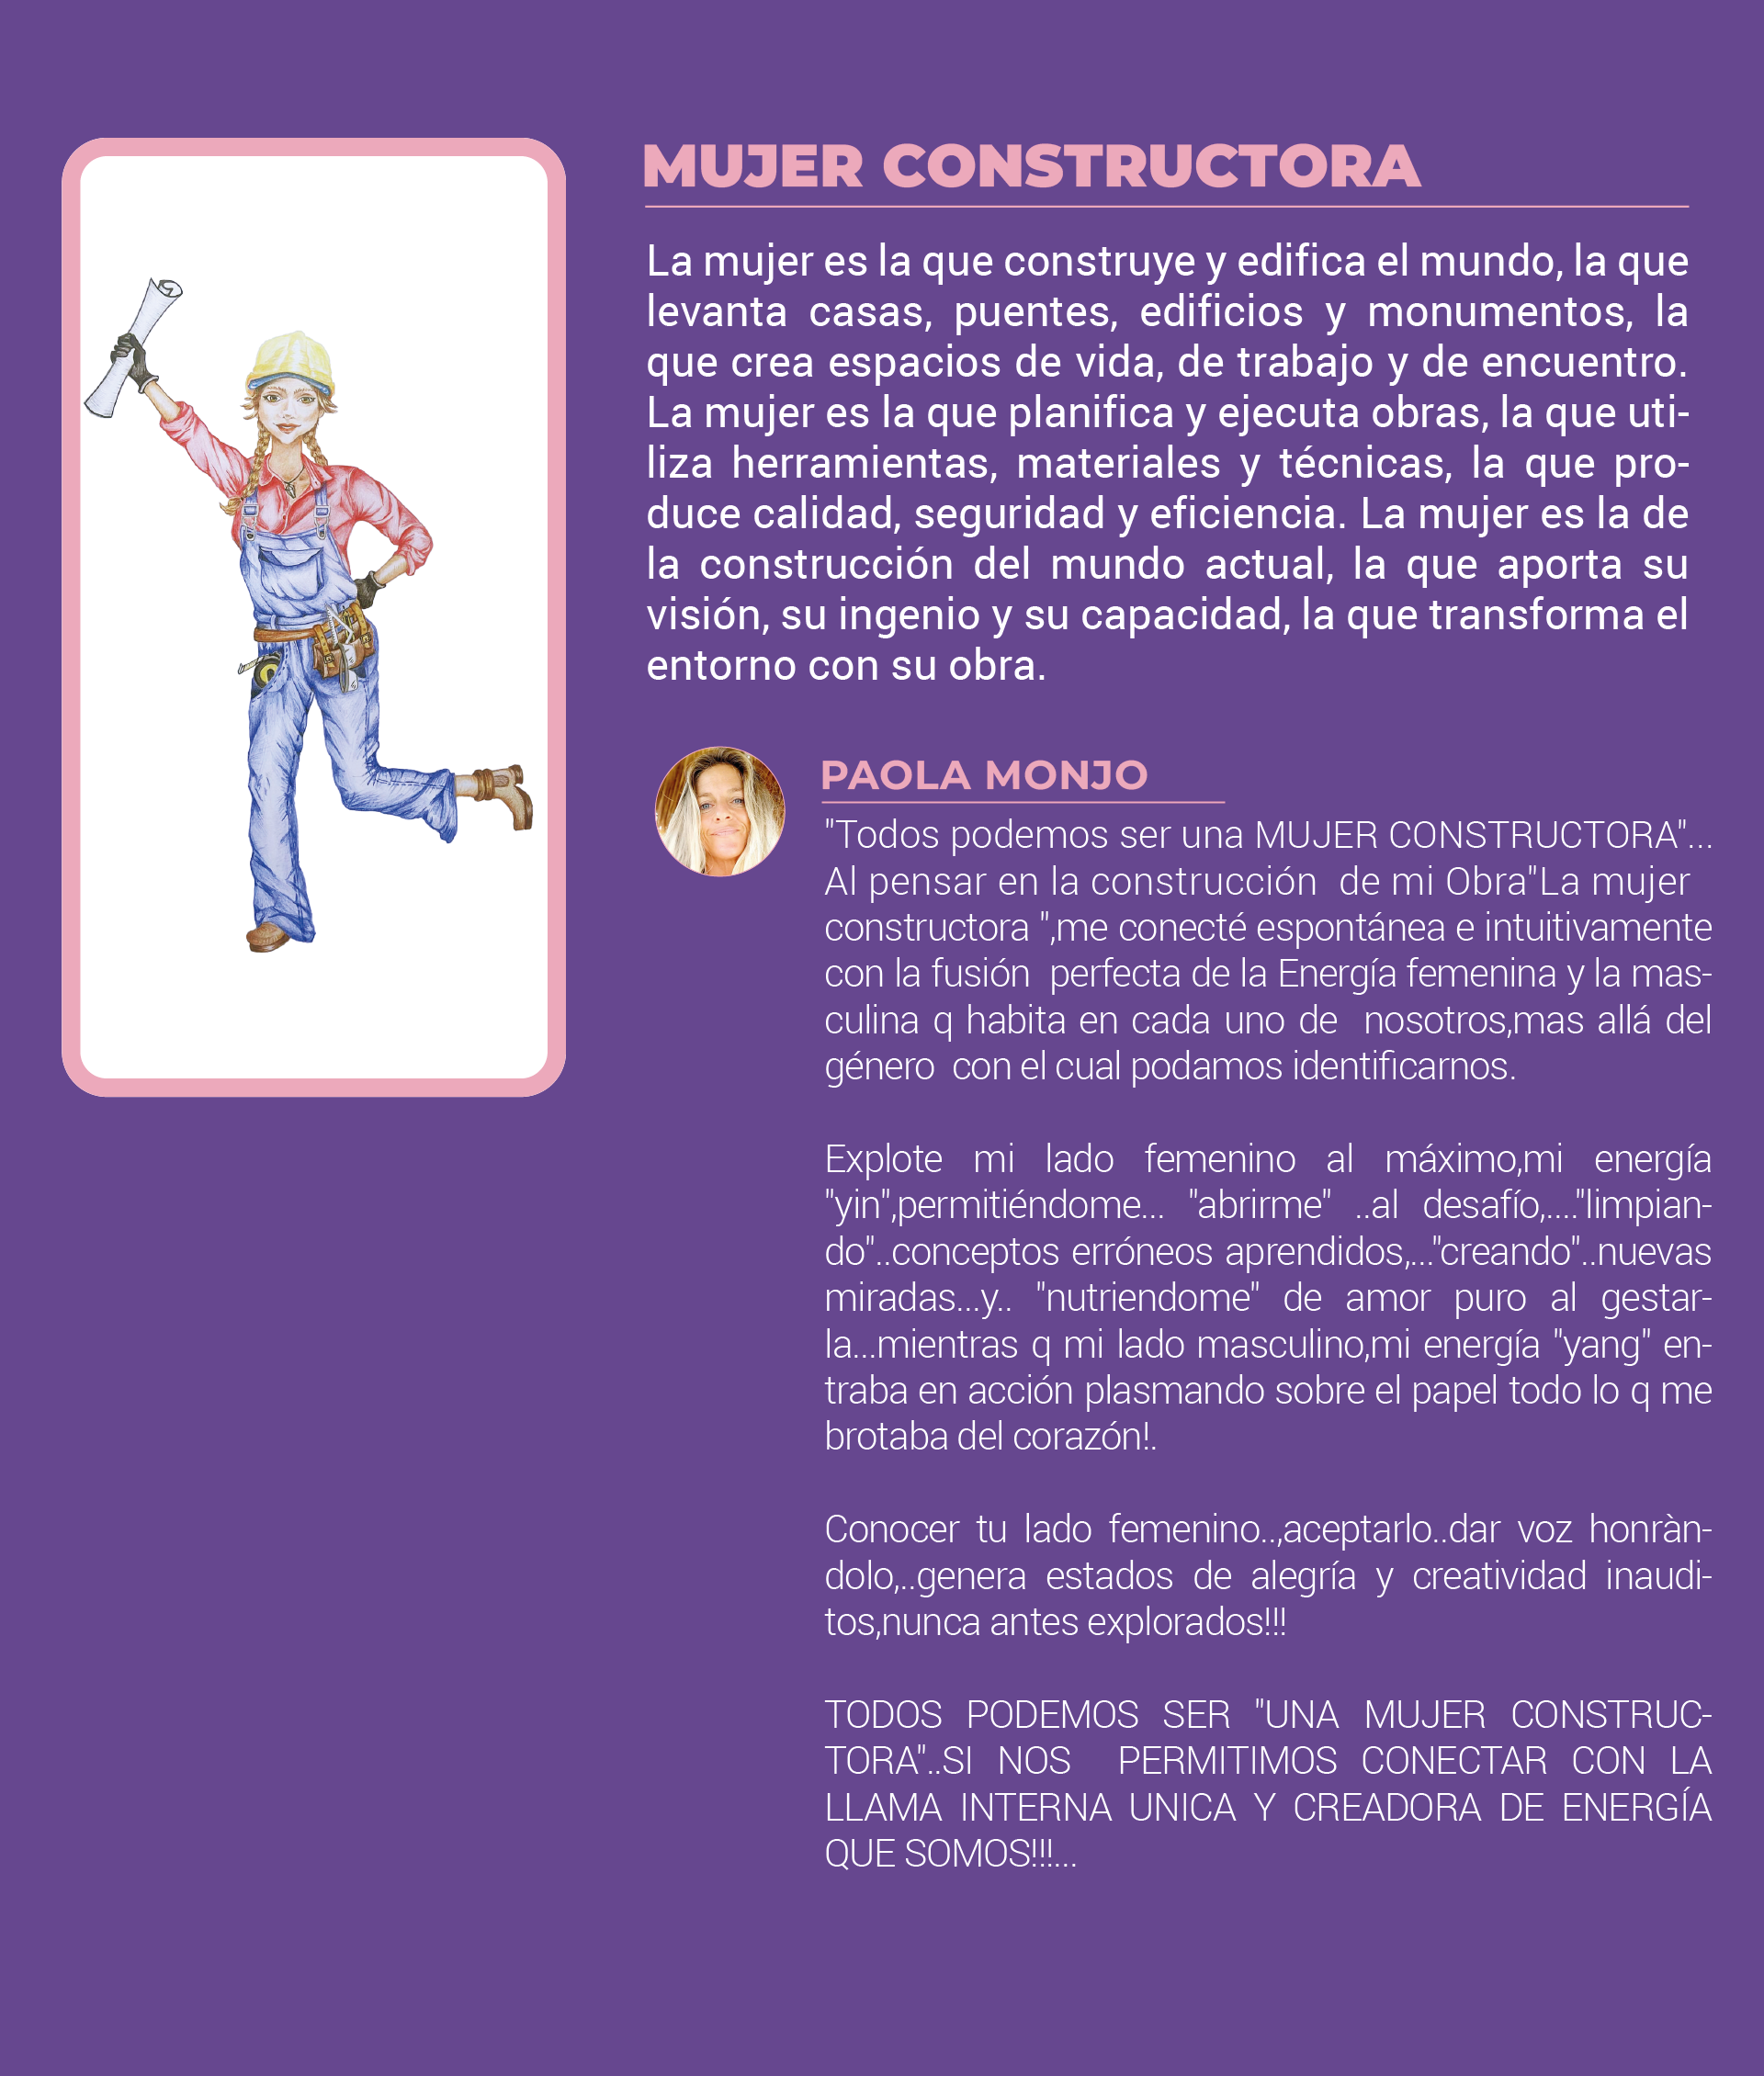 MUJER CONSTRUCTORA
La mujer es la que construye y edifica el mundo, la que
levanta casas, puentes, edificios y monumentos, la
que crea espacios de vida, de trabajo y de encuentro.
La mujer es la que planifica y ejecuta obras, la que uti-
liza herramientas, materiales y técnicas, la que pro-
duce calidad, seguridad y eficiencia. La mujer es la de
la construcción del mundo actual, la que aporta su
visión, su ingenio y su capacidad, la que transforma el
entorno con su obra.
PAOLA MONJO
"Todos podemos ser una MUJER CONSTRUCTORA"...
Al pensar en la construcción  de mi Obra"La mujer
constructora ",me conecté espontánea e intuitivamente
con la fusión  perfecta de la Energía femenina y la mas-
culina q habita en cada uno de  nosotros,mas allá del
género  con el cual podamos identificarnos.
Explote mi lado femenino al máximo,mi energía
"yin",permitiéndome... "abrirme" ..al desafío,...."limpian-
do"..conceptos erróneos aprendidos,..."creando"..nuevas
miradas...y.. "nutriendome" de amor puro al gestar-
la...mientras q mi lado masculino,mi energía "yang" en-
traba en acción plasmando sobre el papel todo lo q me
brotaba del corazón!.
Conocer tu lado femenino..,aceptarlo..dar voz honràn-
dolo,..genera estados de alegría y creatividad inaudi-
tos,nunca antes explorados!!!
TODOS PODEMOS SER "UNA MUJER CONSTRUC-
TORA"..SI NOS  PERMITIMOS CONECTAR CON LA
LLAMA INTERNA UNICA Y CREADORA DE ENERGÍA
QUE SOMOS!!!...